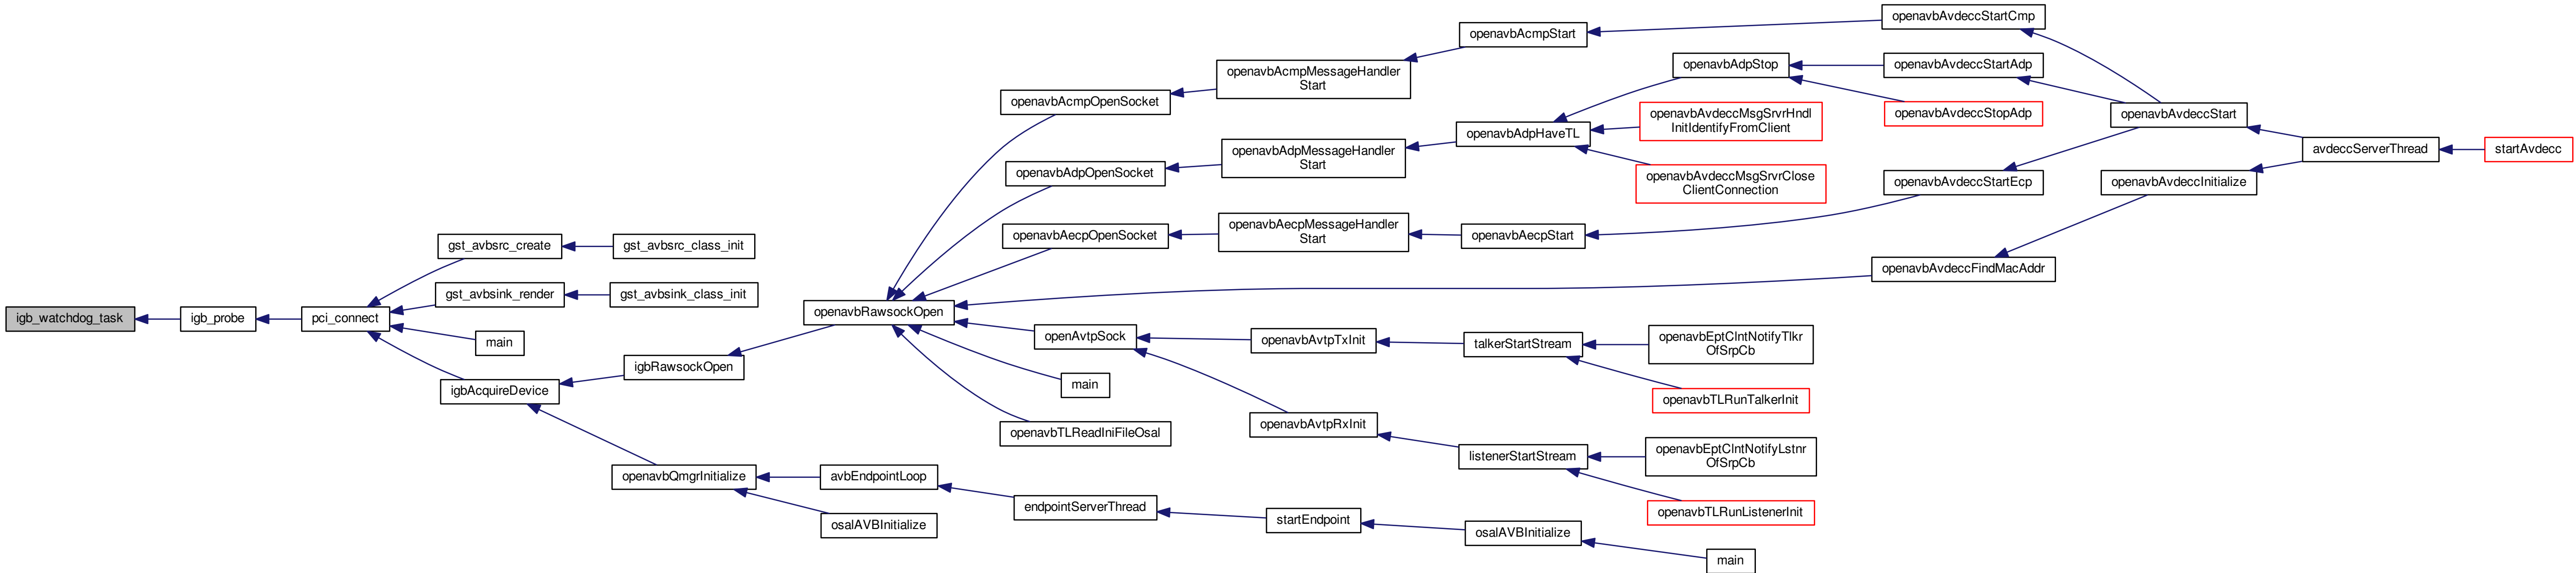 igb_watchdog_task
igb_probe
pci_connect
gst_avbsrc_create
gst_avbsrc_class_init
gst_avbsink_render
gst_avbsink_class_init
main
igbAcquireDevice
igbRawsockOpen
openavbQmgrInitialize
avbEndpointLoop
osalAVBInitialize
endpointServerThread
startEndpoint
osalAVBInitialize
main
openavbRawsockOpen
openavbAcmpOpenSocket
openavbAcmpMessageHandler
Start
openavbAcmpStart
openavbAvdeccStartCmp
openavbAdpOpenSocket
openavbAdpMessageHandler
Start
openavbAdpHaveTL
openavbAdpStop
openavbAvdeccStartAdp
openavbAvdeccStopAdp
openavbAvdeccMsgSrvrHndl
InitIdentifyFromClient
openavbAvdeccMsgSrvrClose
ClientConnection
openavbAecpOpenSocket
openavbAecpMessageHandler
Start
openavbAecpStart
openavbAvdeccStartEcp
openavbAvdeccStart
openavbAvdeccFindMacAddr
openavbAvdeccInitialize
avdeccServerThread
startAvdecc
openAvtpSock
openavbAvtpTxInit
talkerStartStream
openavbEptClntNotifyTlkr
OfSrpCb
openavbTLRunTalkerInit
openavbAvtpRxInit
listenerStartStream
openavbEptClntNotifyLstnr
OfSrpCb
openavbTLRunListenerInit
main
openavbTLReadIniFileOsal